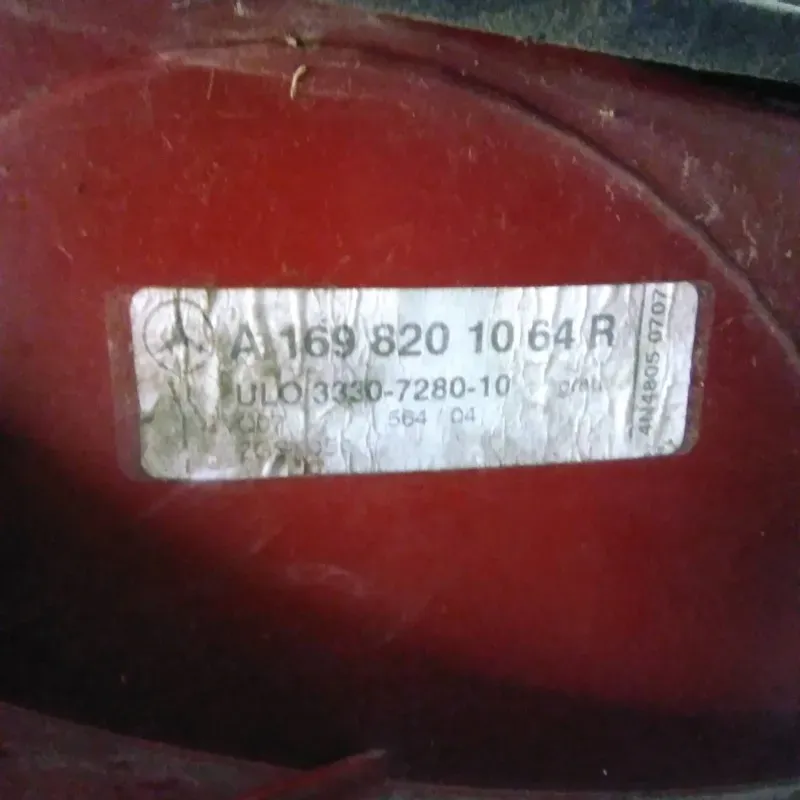 A 169 820 10 64 R
ULO 3330-7280-10
564 / 04
4N4805 0707